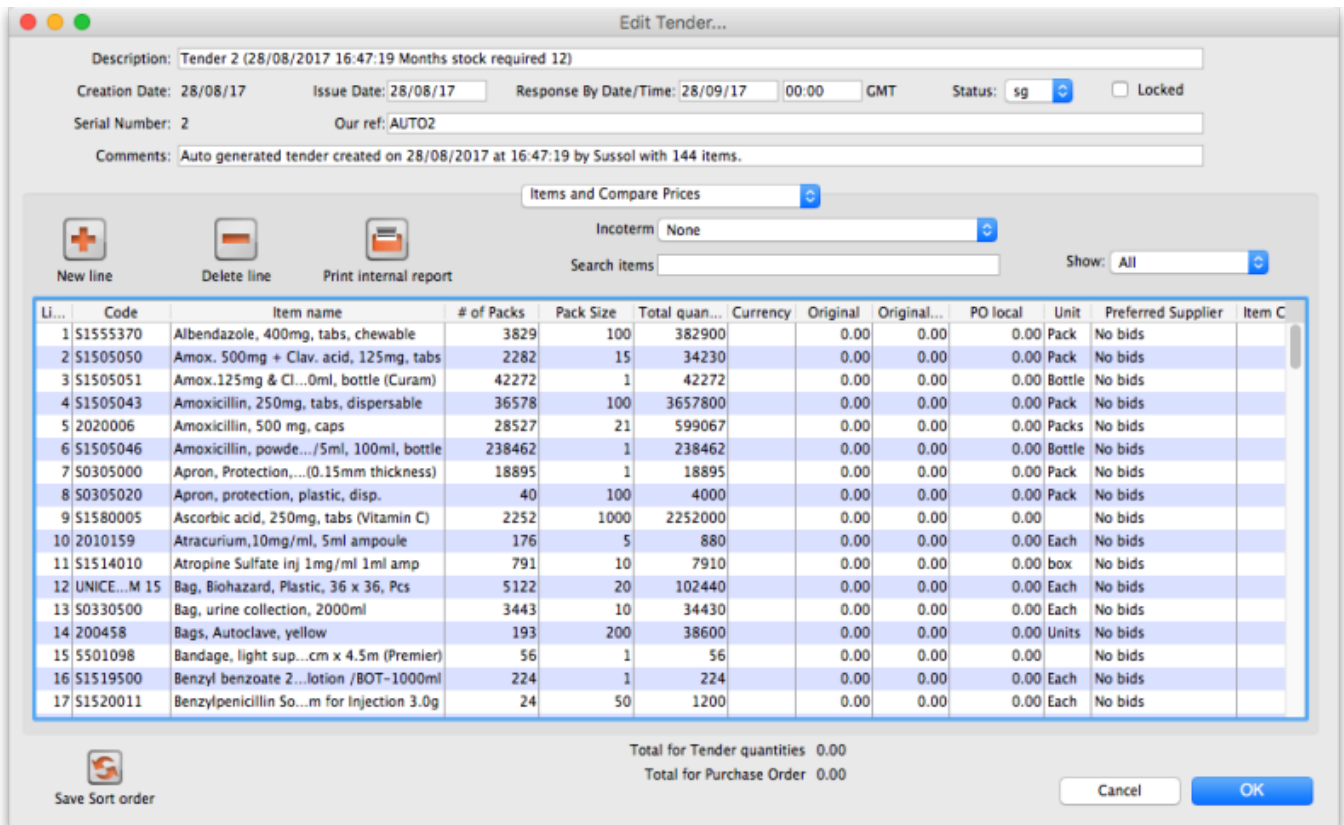 Edit Tender...
Description: Tender 2 (28/08/2017 16:47:19 Months stock required 12)
Creation Date: 28/08/17 Issue Date: 28/08/17 Response By Date/Time: 28/09/17 00:00 GMT Status: sg Locked
Serial Number: 2 Our ref: AUTO2
Comments: Auto generated tender created on 28/08/2017 at 16:47:19 by Sussol with 144 items.
Items and Compare Prices
Incoterm None
Search items Show: All
New line Delete line Print internal report
Li... Code Item name # of Packs Pack Size Total quan... Currency Original Original... PO local Unit Preferred Supplier Item C
1 S1555370 Albendazole, 400mg, tabs, chewable 3829 100 382900 0.00 0.00 0.00 Pack No bids
2 S1505050 Amox. 500mg + Clav. acid, 125mg, tabs 2282 15 34230 0.00 0.00 0.00 Pack No bids
3 S1505051 Amox.125mg & Cl...0ml, bottle (Curam) 42272 1 42272 0.00 0.00 0.00 Bottle No bids
4 S1505043 Amoxicillin, 250mg, tabs, dispersable 36578 100 3657800 0.00 0.00 0.00 Pack No bids
5 2020006 Amoxicillin, 500 mg, caps 28527 21 599067 0.00 0.00 0.00 Packs No bids
6 S1505046 Amoxicillin, powde.../5ml, 100ml, bottle 238462 1 238462 0.00 0.00 0.00 Bottle No bids
7 S0305000 Apron, Protection,...(0.15mm thickness) 18895 1 18895 0.00 0.00 0.00 Pack No bids
8 S0305020 Apron, protection, plastic, disp. 40 100 4000 0.00 0.00 0.00 Pack No bids
9 S1580005 Ascorbic acid, 250mg, tabs (Vitamin C) 2252 1000 2252000 0.00 0.00 0.00 No bids
10 2010159 Atracurium,10mg/ml, 5ml ampoule 176 5 880 0.00 0.00 0.00 Each No bids
11 S1514010 Atropine Sulfate inj 1mg/ml 1ml amp 791 10 7910 0.00 0.00 0.00 box No bids
12 UNICE...M 15 Bag, Biohazard, Plastic, 36 x 36, Pcs 5122 20 102440 0.00 0.00 0.00 Each No bids
13 S0330500 Bag, urine collection, 2000ml 3443 10 34430 0.00 0.00 0.00 Each No bids
14 200458 Bags, Autoclave, yellow 193 200 38600 0.00 0.00 0.00 Units No bids
15 5501098 Bandage, light sup...cm x 4.5m (Premier) 56 1 56 0.00 0.00 0.00 No bids
16 S1519500 Benzyl benzoate 2...lotion /BOT-1000ml 224 1 224 0.00 0.00 0.00 Each No bids
17 S1520011 Benzylpenicillin So...m for Injection 3.0g 24 50 1200 0.00 0.00 0.00 Each No bids
Total for Tender quantities 0.00
Total for Purchase Order 0.00
Save Sort order Cancel OK